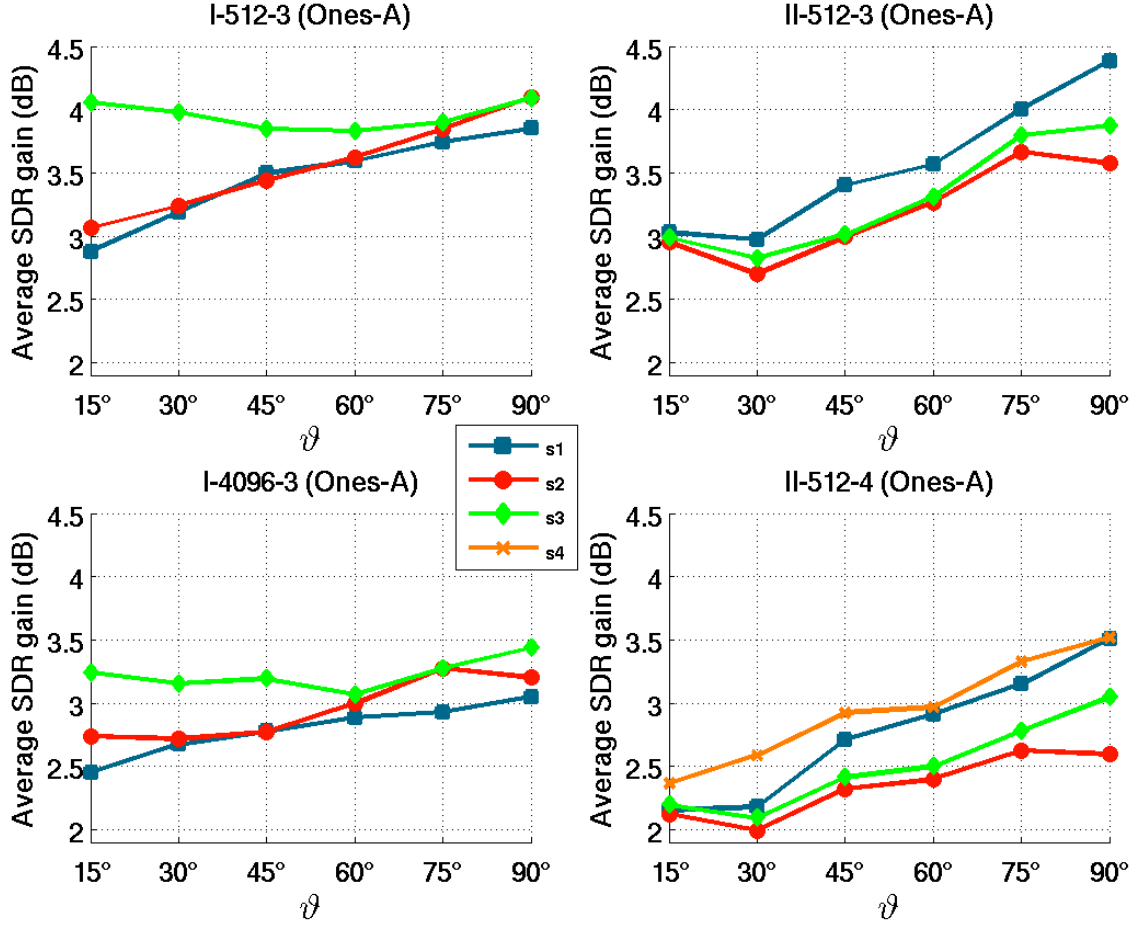 I-512-3 (Ones-A)
Average SDR gain (dB)
4.5
4
3.5
3
2.5
2
15° 30° 45° 60° 75° 90°
ϑ
II-512-3 (Ones-A)
Average SDR gain (dB)
4.5
4
3.5
3
2.5
2
15° 30° 45° 60° 75° 90°
ϑ
s1
s2
s3
s4
I-4096-3 (Ones-A)
Average SDR gain (dB)
4.5
4
3.5
3
2.5
2
15° 30° 45° 60° 75° 90°
ϑ
II-512-4 (Ones-A)
Average SDR gain (dB)
4.5
4
3.5
3
2.5
2
15° 30° 45° 60° 75° 90°
ϑ